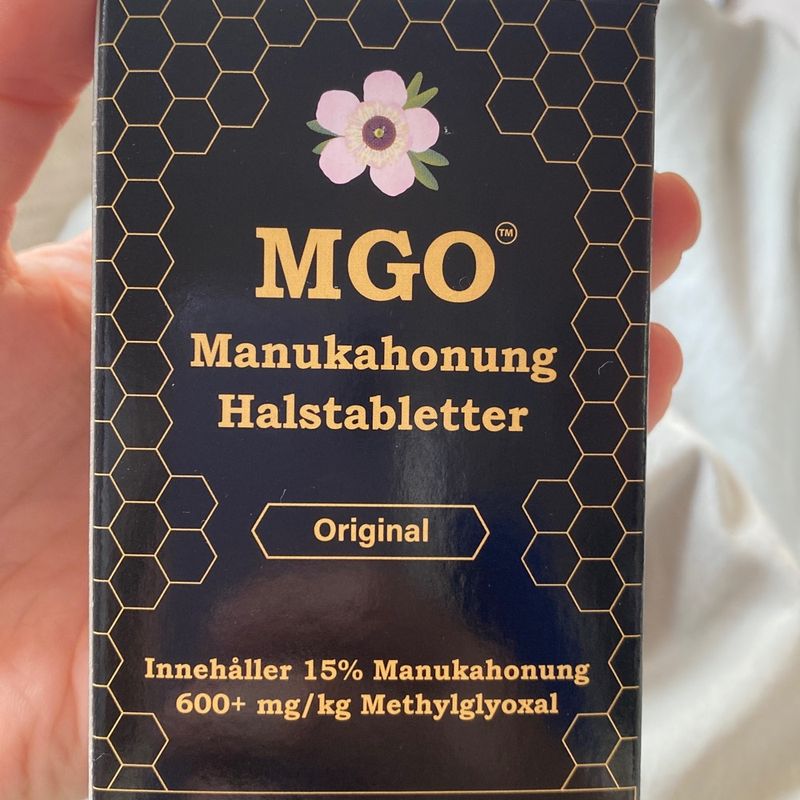 MGO™
Manukahonung
Halstabletter
Original
Innehåller 15% Manukahonung
600+ mg/kg Methylglyoxal